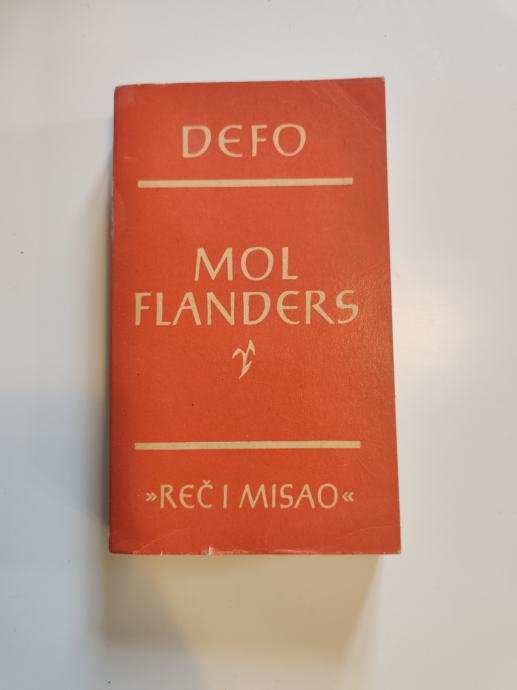 DEFO
MOL
FLANDERS
»REČ I MISAO«